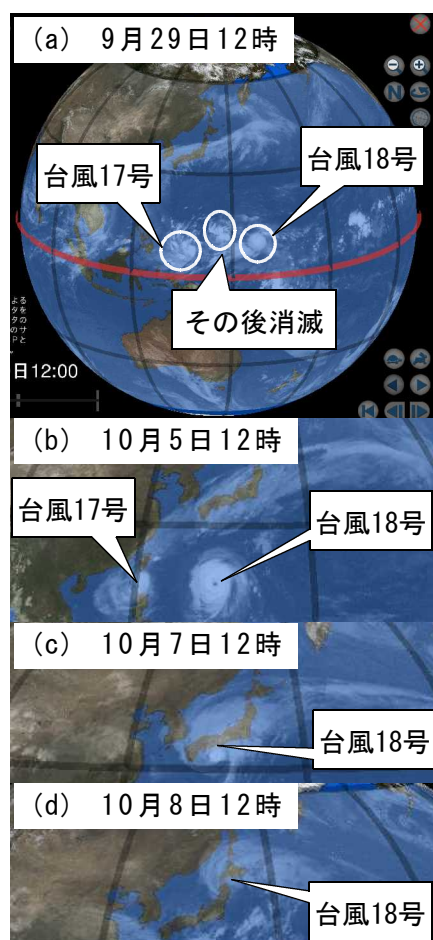 (a) 9月29日12時
台風17号
台風18号
その後消滅
N
日12:00
(b) 10月5日12時
台風17号
台風18号
(c) 10月7日12時
台風18号
(d) 10月8日12時
台風18号